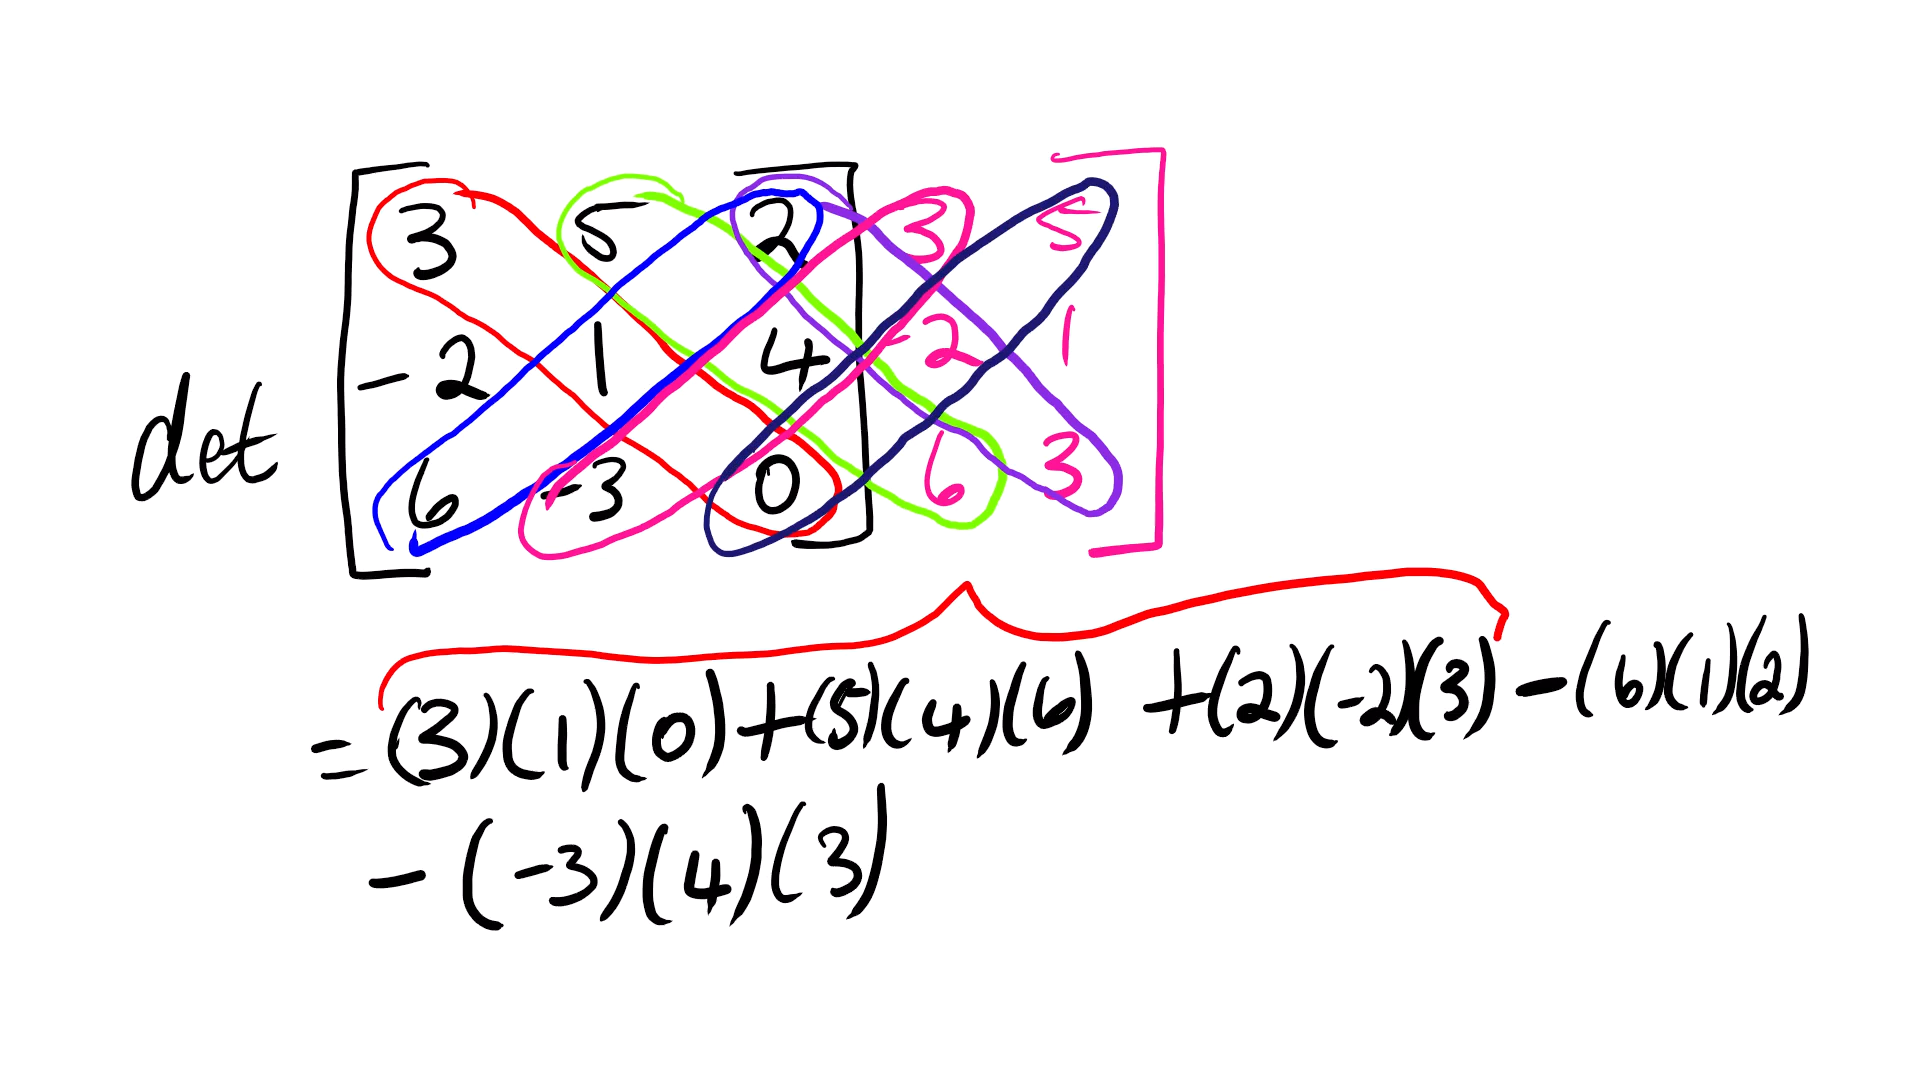 3 5 2 3 5
-2 1 4 -2 1
det
6 -3 0 6 3
= (3)(1)(0)+(5)(4)(6) +(2)(-2)(3) -(6)(1)(2)
- (-3)(4)(3)